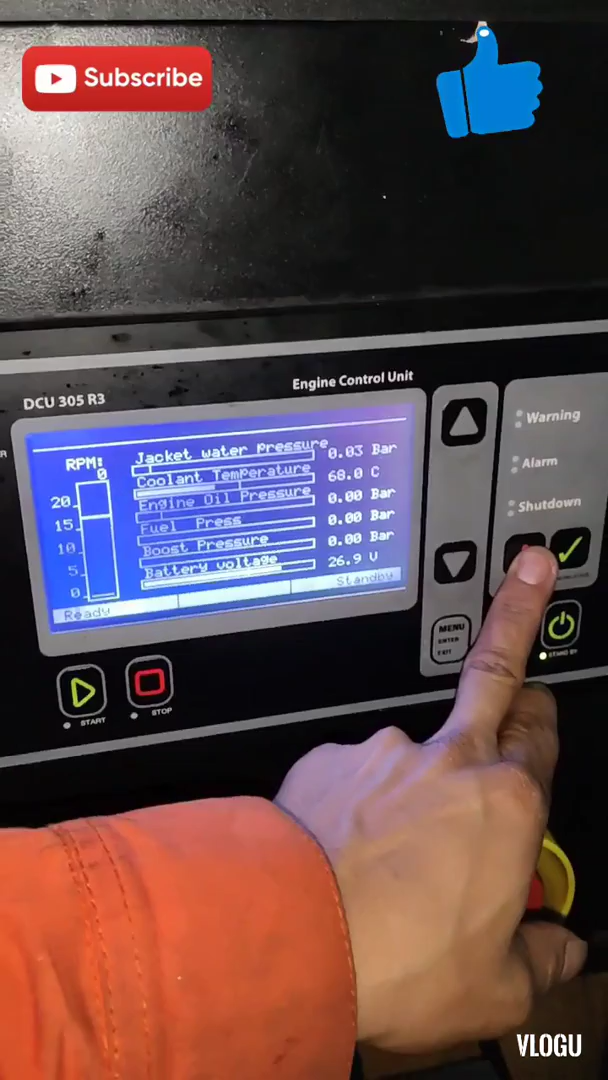 Subscribe
DCU 305 R3
Engine Control Unit
RPM:
0
20
15
10
5
0
Jacket water pressure 0.03 Bar
Coolant Temperature 68.0 C
Engine Oil Pressure 0.00 Bar
Fuel Press 0.00 Bar
Boost Pressure 0.00 Bar
Battery voltage 26.9 V
Ready
Standby
Warning
Alarm
Shutdown
MENU
ENTER
EXIT
STAND BY
START
STOP
VLOGU